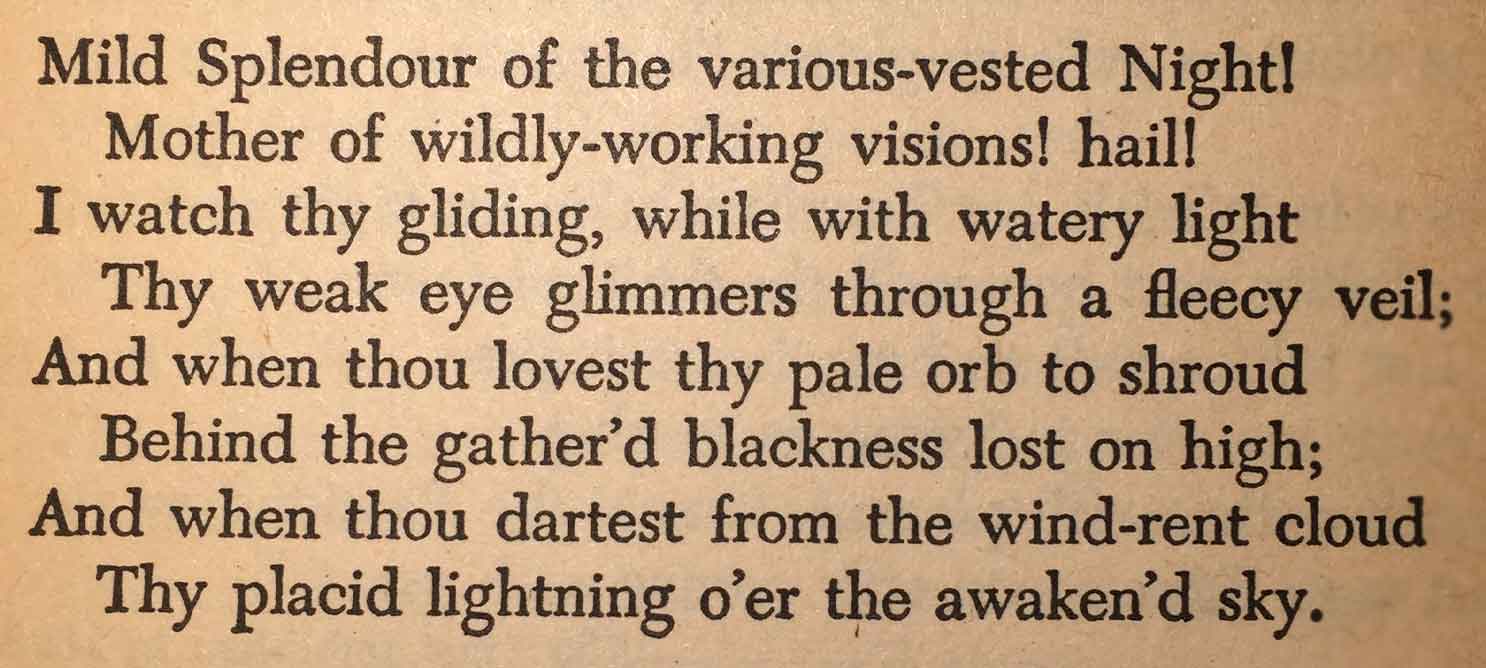 Mild Splendour of the various-vested Night!
Mother of wildly-working visions! hail!
I watch thy gliding, while with watery light
Thy weak eye glimmers through a fleecy veil;
And when thou lovest thy pale orb to shroud
Behind the gather’d blackness lost on high;
And when thou dartest from the wind-rent cloud
Thy placid lightning o’er the awaken’d sky.